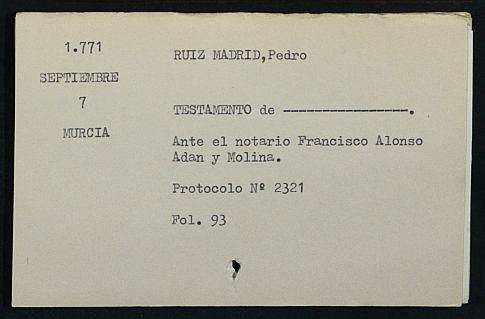 1.771
SEPTIEMBRE
7
MURCIA
RUIZ MADRID,Pedro
TESTAMENTO de ----------------.
Ante el notario Francisco Alonso
Adan y Molina.
Protocolo Nº 2321
Fol. 93